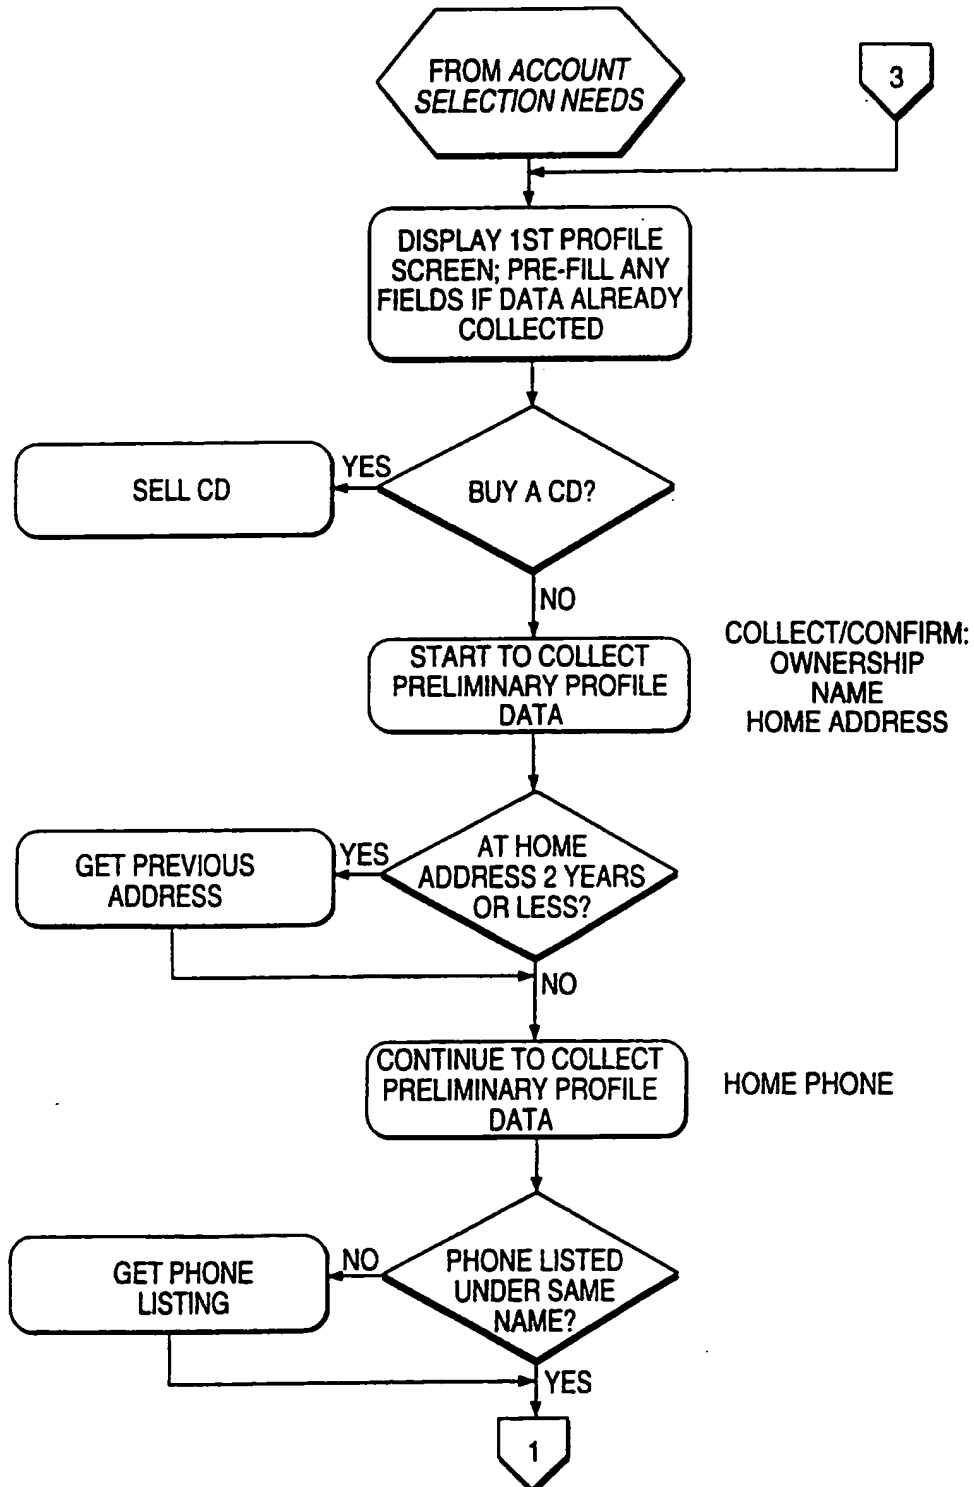 FROM ACCOUNT
SELECTION NEEDS
3
DISPLAY 1ST PROFILE
SCREEN; PRE-FILL ANY
FIELDS IF DATA ALREADY
COLLECTED
BUY A CD?
YES
SELL CD
NO
START TO COLLECT
PRELIMINARY PROFILE
DATA
COLLECT/CONFIRM:
OWNERSHIP
NAME
HOME ADDRESS
AT HOME
ADDRESS 2 YEARS
OR LESS?
YES
GET PREVIOUS
ADDRESS
NO
CONTINUE TO COLLECT
PRELIMINARY PROFILE
DATA
HOME PHONE
PHONE LISTED
UNDER SAME
NAME?
NO
GET PHONE
LISTING
YES
1